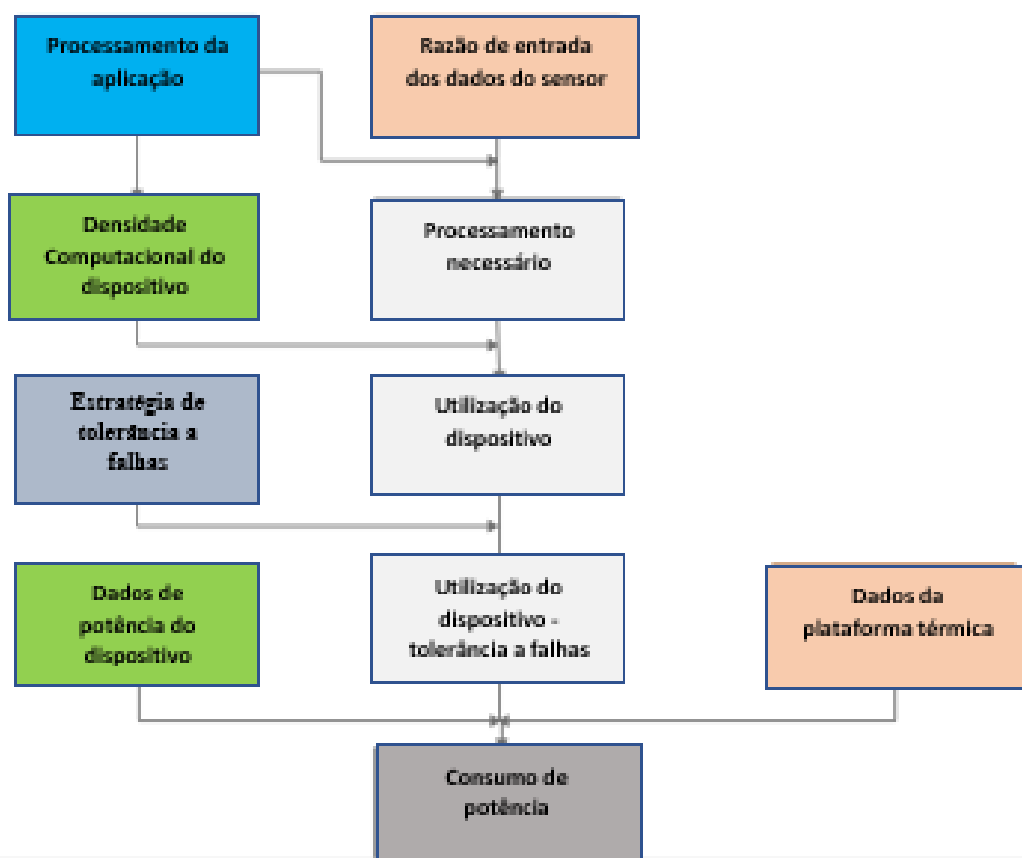 Processamento da
aplicação
Razão de entrada
dos dados do sensor
Densidade
Computacional do
dispositivo
Processamento
necessário
Estratégia de
tolerância a
falhas
Utilização do
dispositivo
Dados de
potência do
dispositivo
Utilização do
dispositivo -
tolerância a falhas
Dados da
plataforma térmica
Consumo de
potência